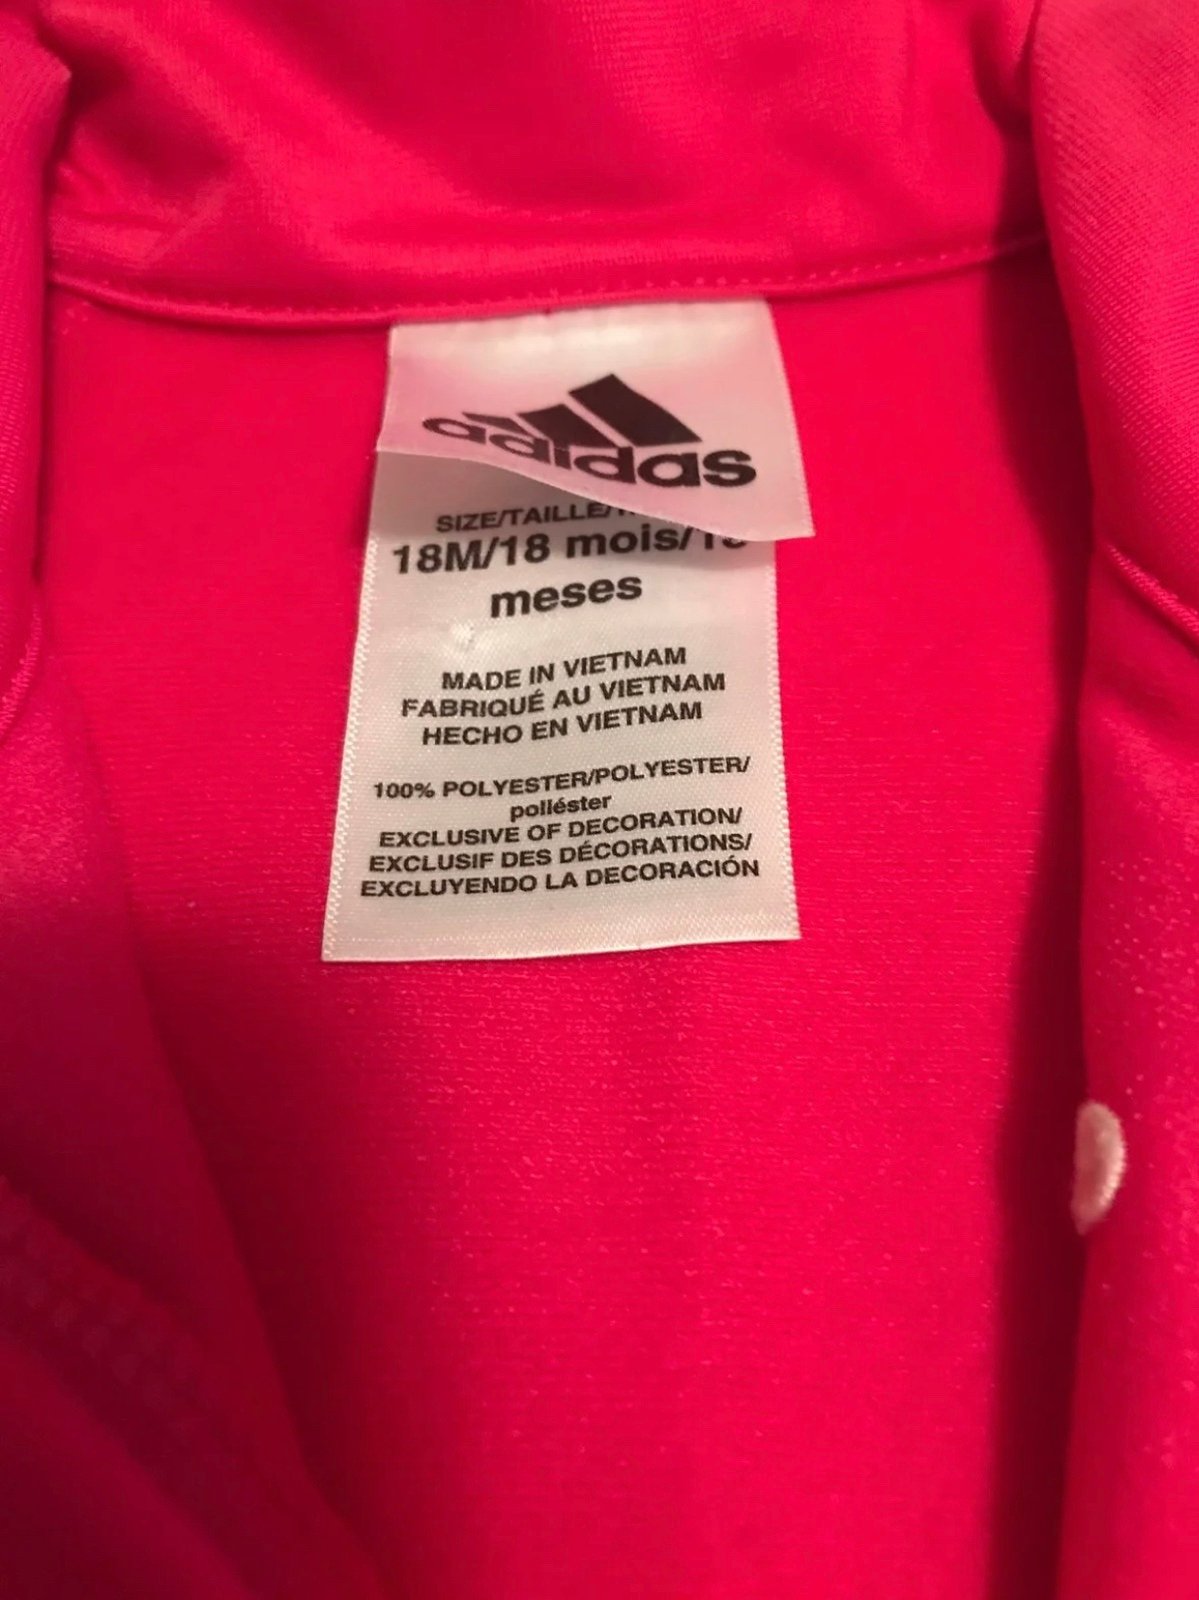 adidas
SIZE/TAILLE/
18M/18 mois/18
meses
MADE IN VIETNAM
FABRIQUÉ AU VIETNAM
HECHO EN VIETNAM
100% POLYESTER/POLYESTER/
poliéster
EXCLUSIVE OF DECORATION/
EXCLUSIF DES DÉCORATIONS/
EXCLUYENDO LA DECORACIÓN